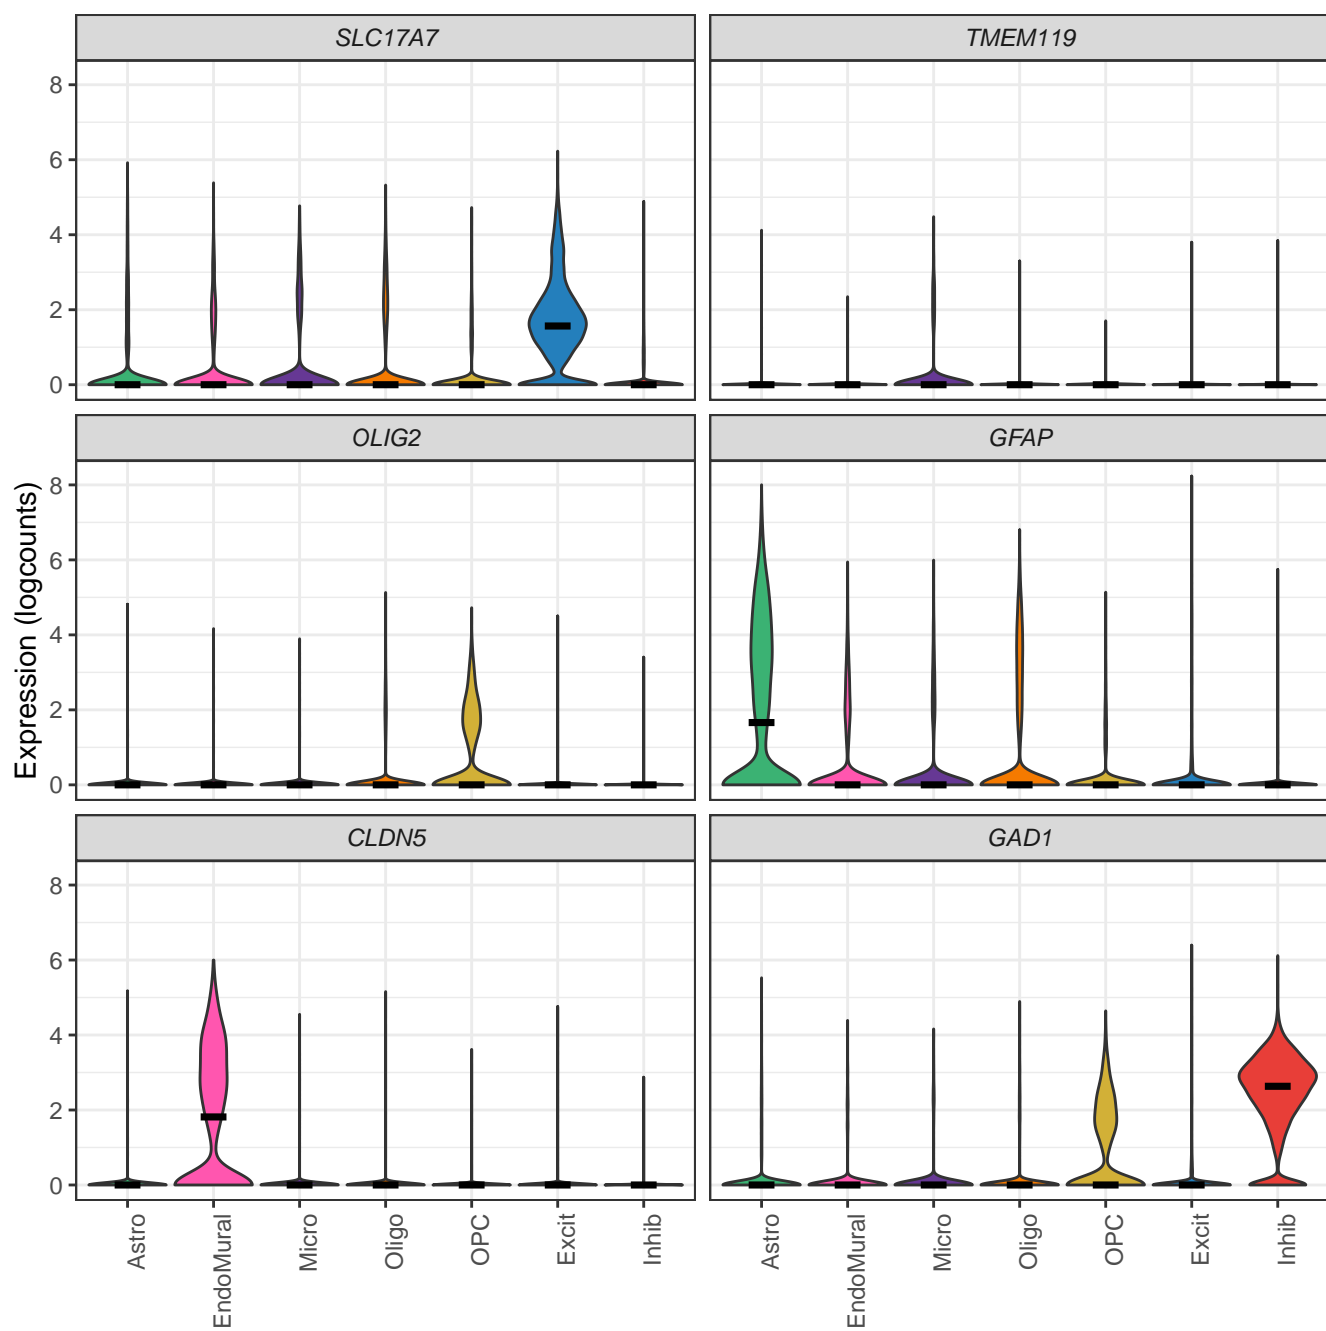 SLC17A7
TMEM119
8
6
4
2
0
OLIG2
GFAP
8
6
4
2
0
Expression (logcounts)
CLDN5
GAD1
8
6
4
2
0
Astro
EndoMural
Micro
Oligo
OPC
Excit
Inhib
Astro
EndoMural
Micro
Oligo
OPC
Excit
Inhib